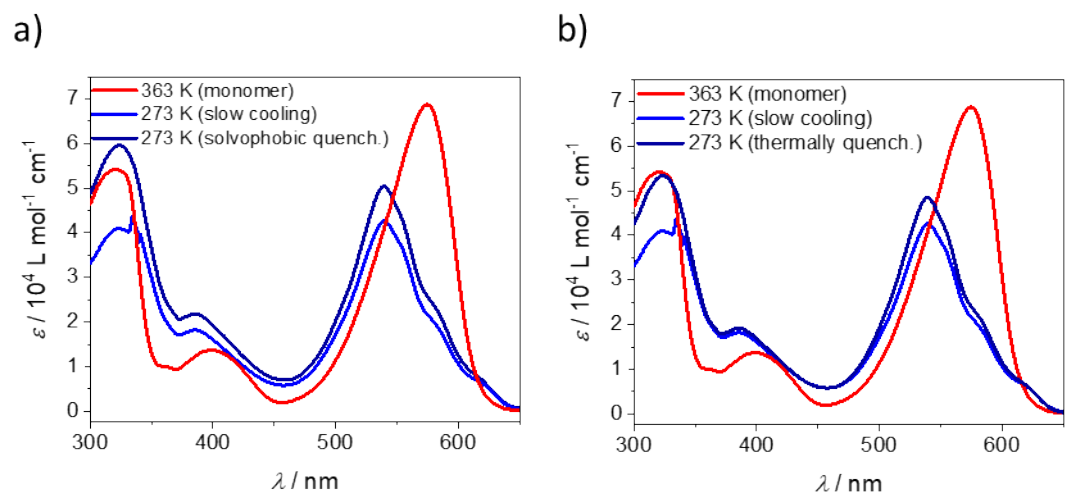 a)
363 K (monomer)
273 K (slow cooling)
273 K (solvophobic quench.)
7
6
5
4
3
2
1
0
ε / 10⁴ L mol⁻¹ cm⁻¹
300
400
500
600
λ / nm
b)
363 K (monomer)
273 K (slow cooling)
273 K (thermally quench.)
7
6
5
4
3
2
1
0
ε / 10⁴ L mol⁻¹ cm⁻¹
300
400
500
600
λ / nm